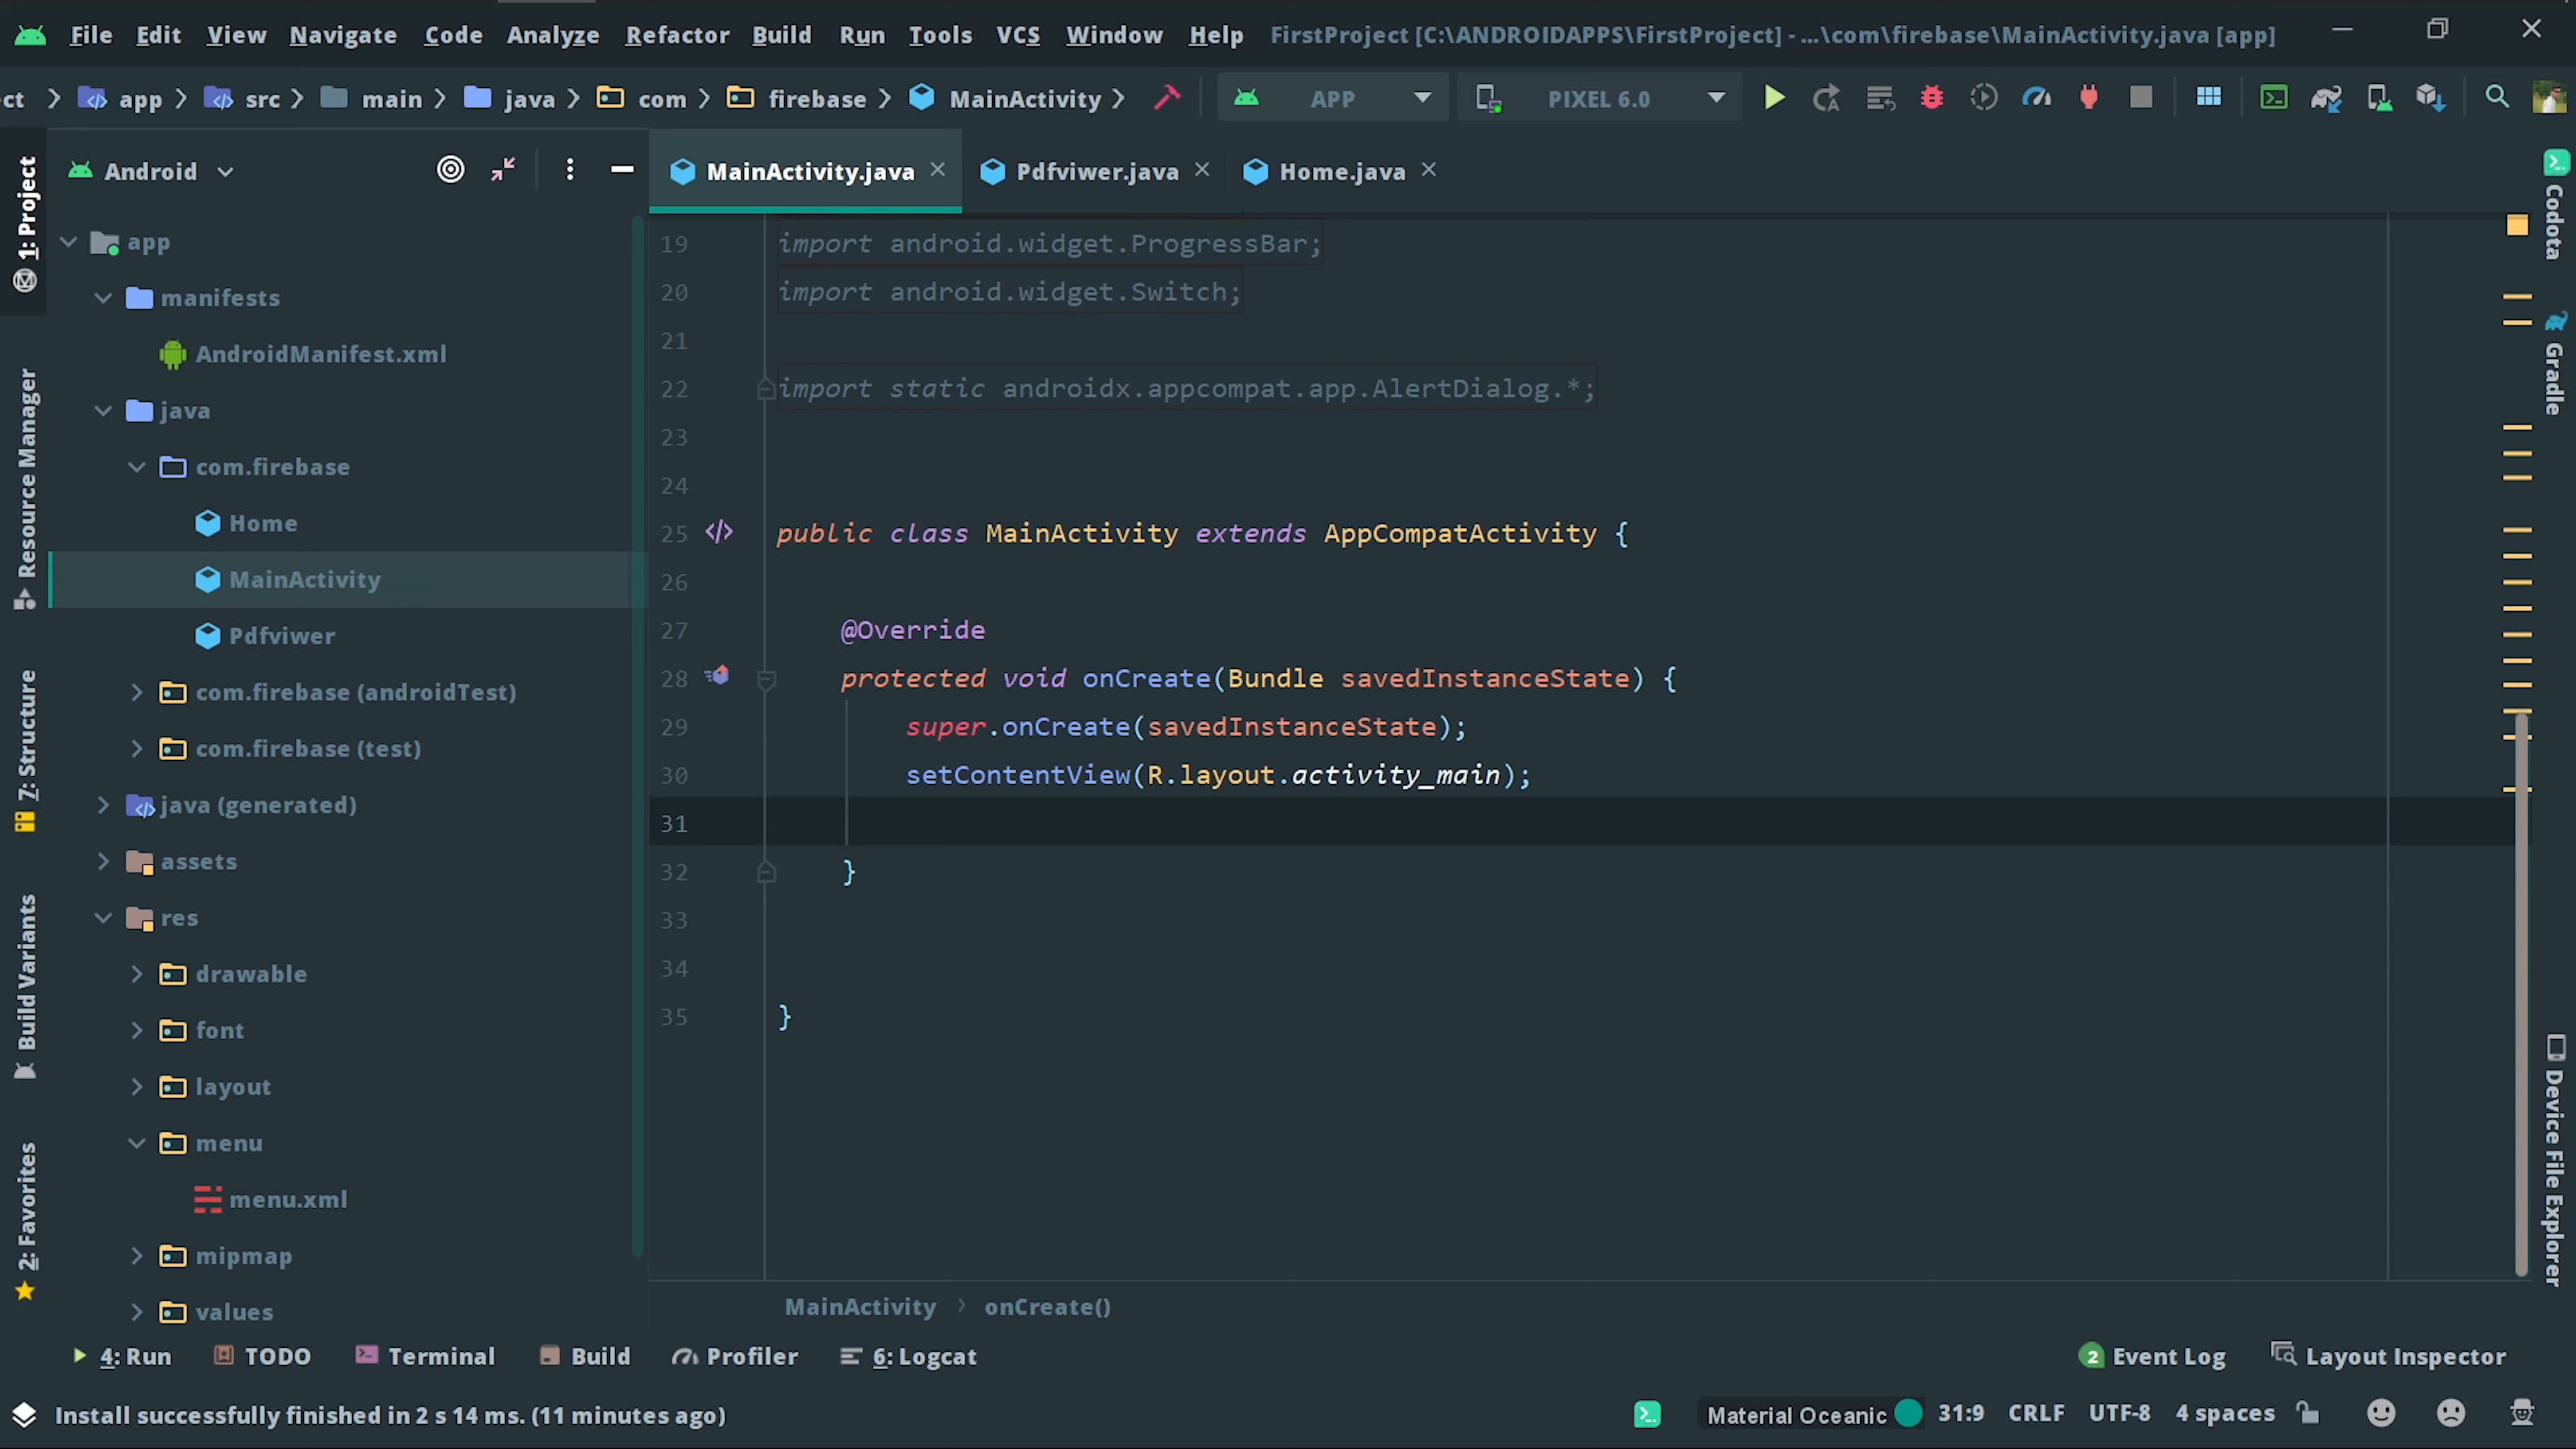 File Edit View Navigate Code Analyze Refactor Build Run Tools VCS Window Help FirstProject [C:\ANDROIDAPPS\FirstProject] - ...\com\firebase\MainActivity.java [app]
ct app src main java com firebase MainActivity APP PIXEL 6.0
Android
MainActivity.java Pdfviwer.java Home.java
1: Project
Resource Manager
7: Structure
Build Variants
2: Favorites
app
manifests
AndroidManifest.xml
java
com.firebase
Home
MainActivity
Pdfviwer
com.firebase (androidTest)
com.firebase (test)
java (generated)
assets
res
drawable
font
layout
menu
menu.xml
mipmap
values
19 import android.widget.ProgressBar;
20 import android.widget.Switch;
21
22 import static androidx.appcompat.app.AlertDialog.*;
23
24
25 public class MainActivity extends AppCompatActivity {
26
27 @Override
28 protected void onCreate(Bundle savedInstanceState) {
29 super.onCreate(savedInstanceState);
30 setContentView(R.layout.activity_main);
31
32 }
33
34
35 }
MainActivity › onCreate()
Codota
Gradle
Device File Explorer
4: Run TODO Terminal Build Profiler 6: Logcat 2 Event Log Layout Inspector
Install successfully finished in 2 s 14 ms. (11 minutes ago) Material Oceanic 31:9 CRLF UTF-8 4 spaces